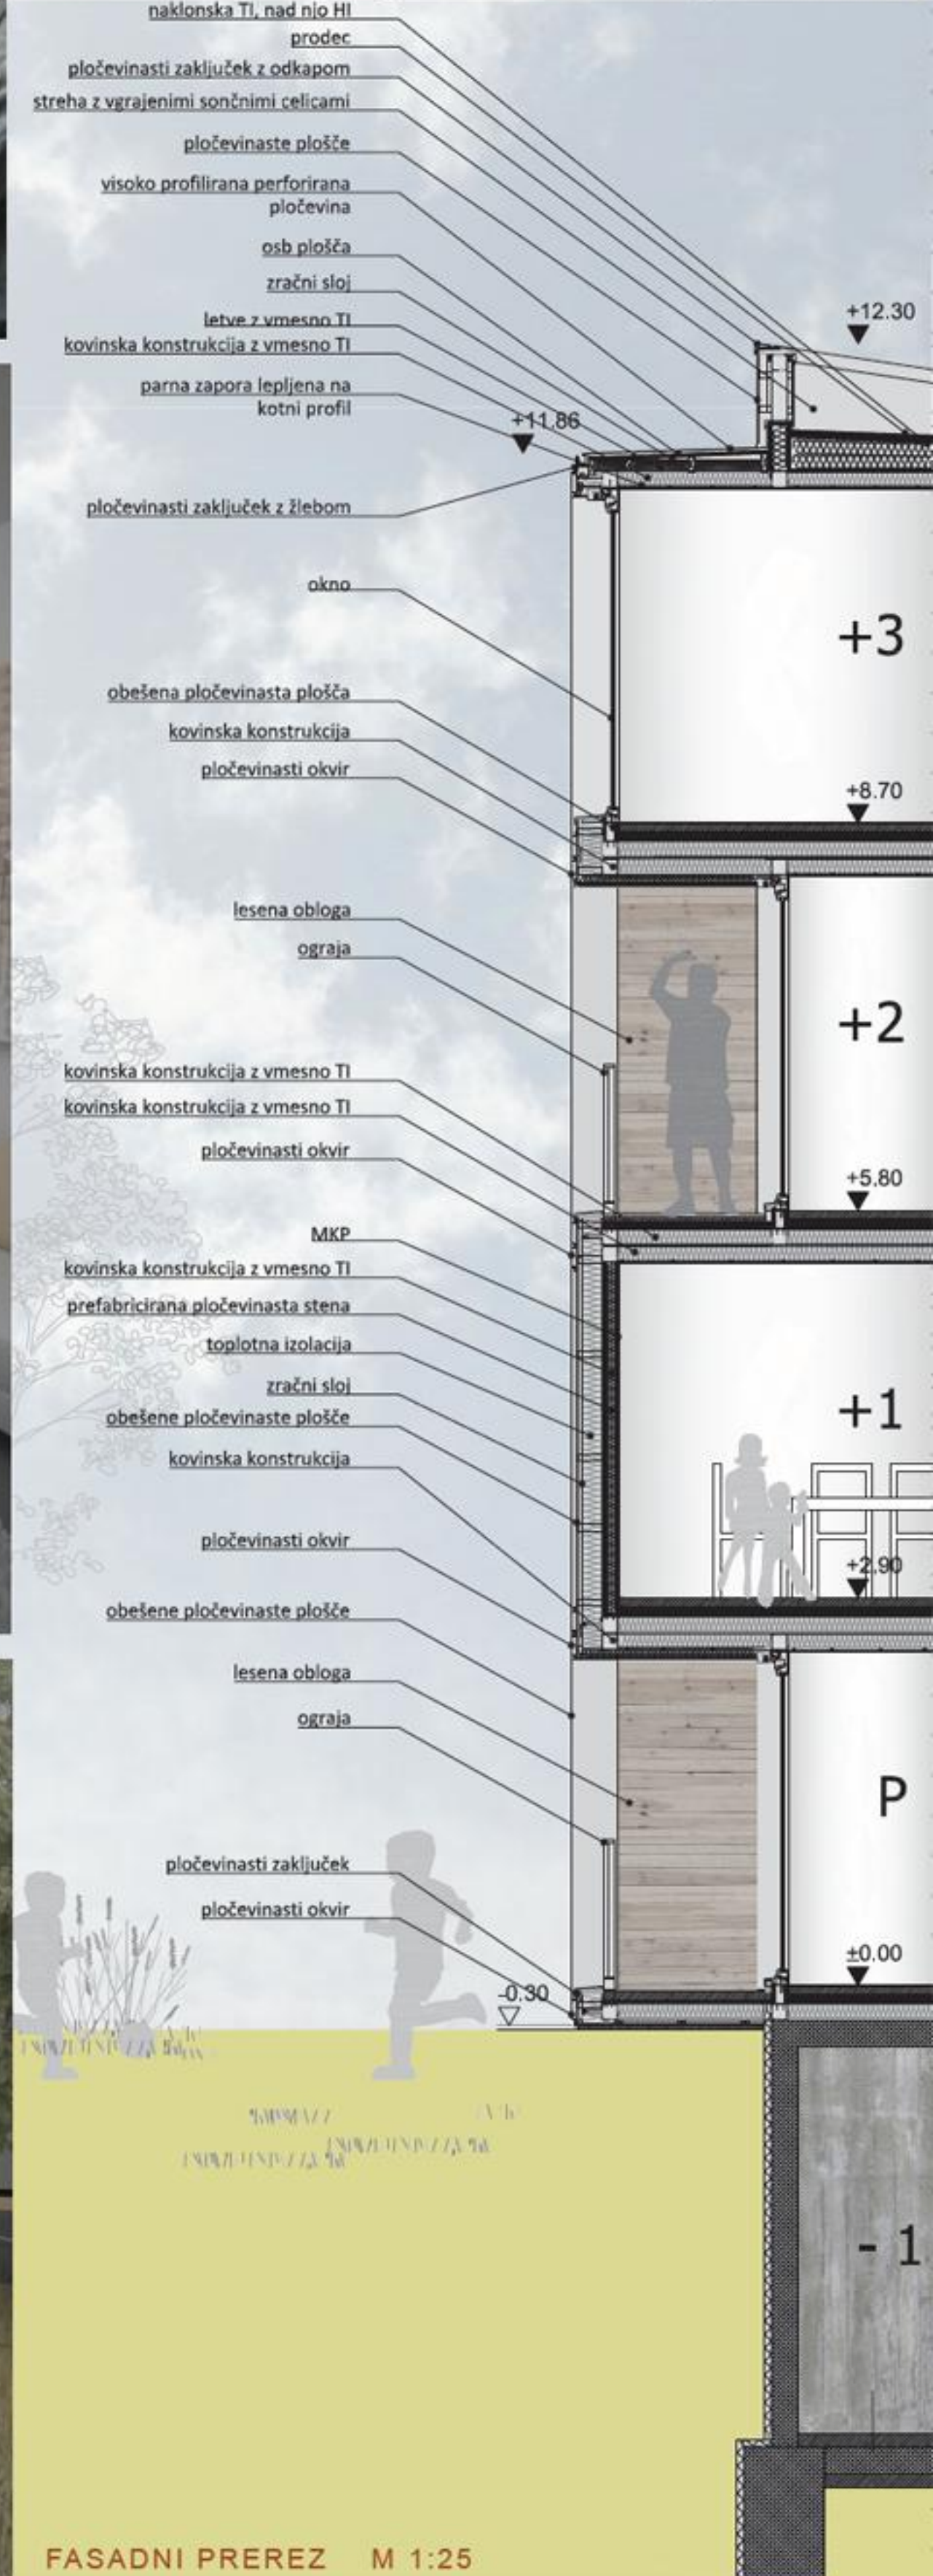 naklonska TI, nad njo HI
prodec
pločevinasti zaključek z odkapom
streha z vgrajenimi sončnimi celicami
pločevinaste plošče
visoko profilirana perforirana
pločevina
osb plošča
zračni sloj
letve z vmesno TI
kovinska konstrukcija z vmesno TI
parna zapora lepljena na
kotni profil
pločevinasti zaključek z žlebom
okno
obešena pločevinasta plošča
kovinska konstrukcija
pločevinasti okvir
lesena obloga
ograja
kovinska konstrukcija z vmesno TI
kovinska konstrukcija z vmesno TI
pločevinasti okvir
MKP
kovinska konstrukcija z vmesno TI
prefabricirana pločevinasta stena
toplotna izolacija
zračni sloj
obešene pločevinaste plošče
kovinska konstrukcija
pločevinasti okvir
obešene pločevinaste plošče
lesena obloga
ograja
pločevinasti zaključek
pločevinasti okvir
+12.30
+11.86
+3
+8.70
+2
+5.80
+1
+2.90
P
±0.00
-0.30
- 1
FASADNI PREREZ M 1:25